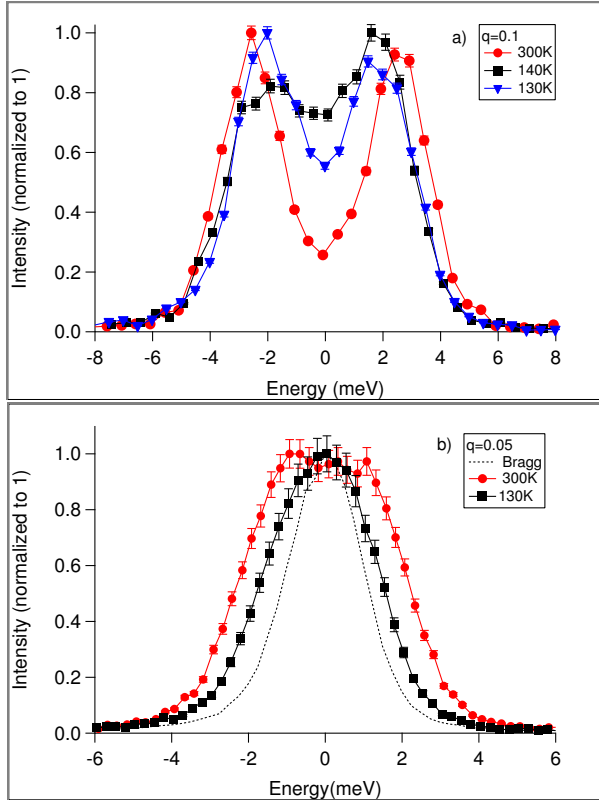 a)
q=0.1
300K
140K
130K
Intensity (normalized to 1)
1.0
0.8
0.6
0.4
0.2
0.0
-8 -6 -4 -2 0 2 4 6 8
Energy (meV)
b)
q=0.05
Bragg
300K
130K
Intensity (normalized to 1)
1.0
0.8
0.6
0.4
0.2
0.0
-6 -4 -2 0 2 4 6
Energy(meV)